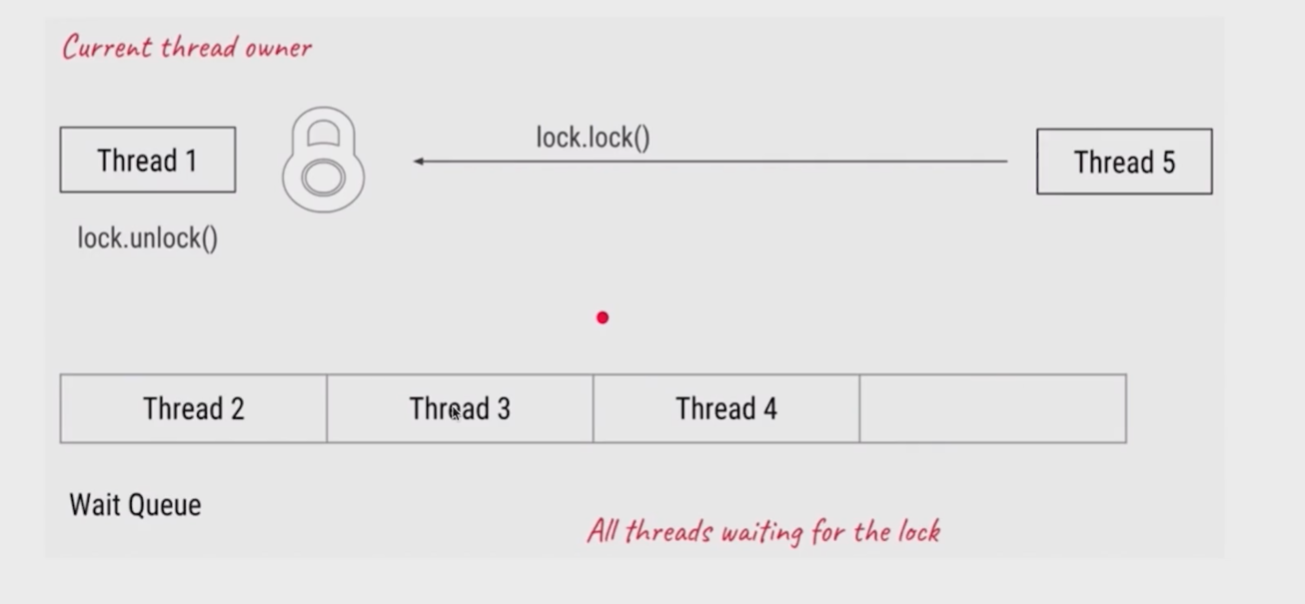 Current thread owner
Thread 1
lock.lock()
Thread 5
lock.unlock()
Thread 2
Thread 3
Thread 4
Wait Queue
All threads waiting for the lock